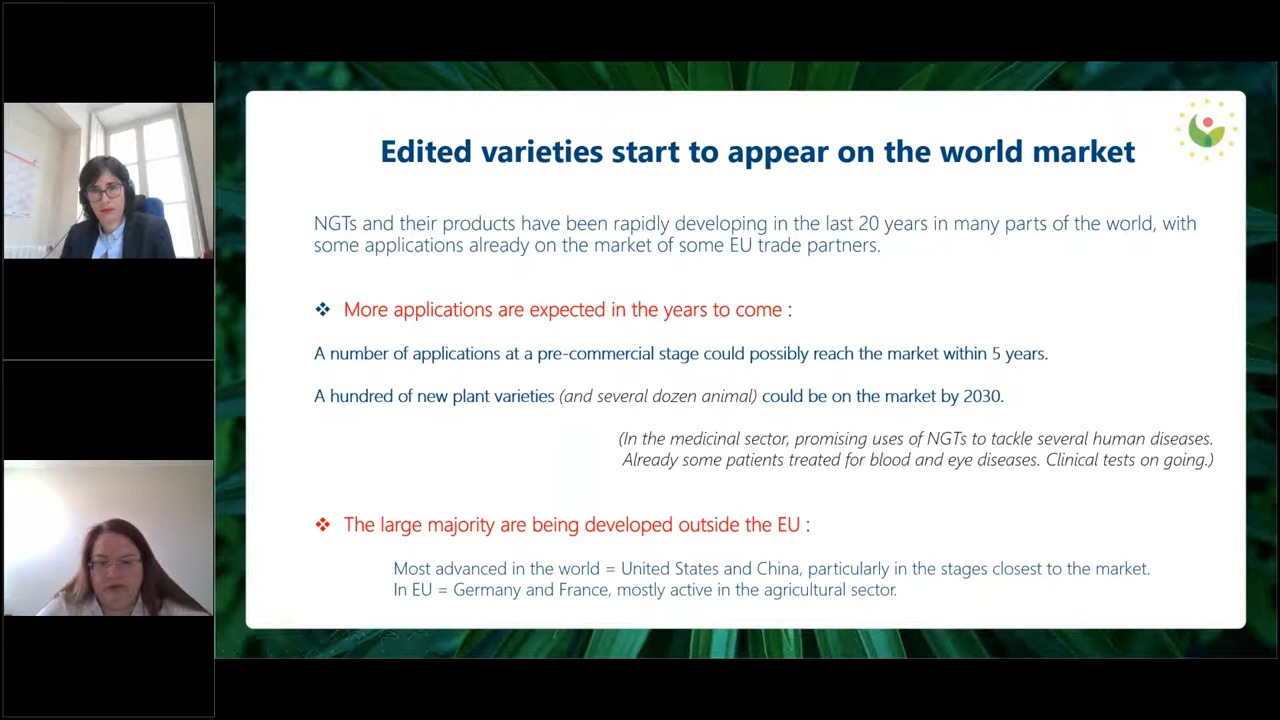 Edited varieties start to appear on the world market
NGTs and their products have been rapidly developing in the last 20 years in many parts of the world, with
some applications already on the market of some EU trade partners.
❖ More applications are expected in the years to come :
A number of applications at a pre-commercial stage could possibly reach the market within 5 years.
A hundred of new plant varieties (and several dozen animal) could be on the market by 2030.
(In the medicinal sector, promising uses of NGTs to tackle several human diseases.
Already some patients treated for blood and eye diseases. Clinical tests on going.)
❖ The large majority are being developed outside the EU :
Most advanced in the world = United States and China, particularly in the stages closest to the market.
In EU = Germany and France, mostly active in the agricultural sector.